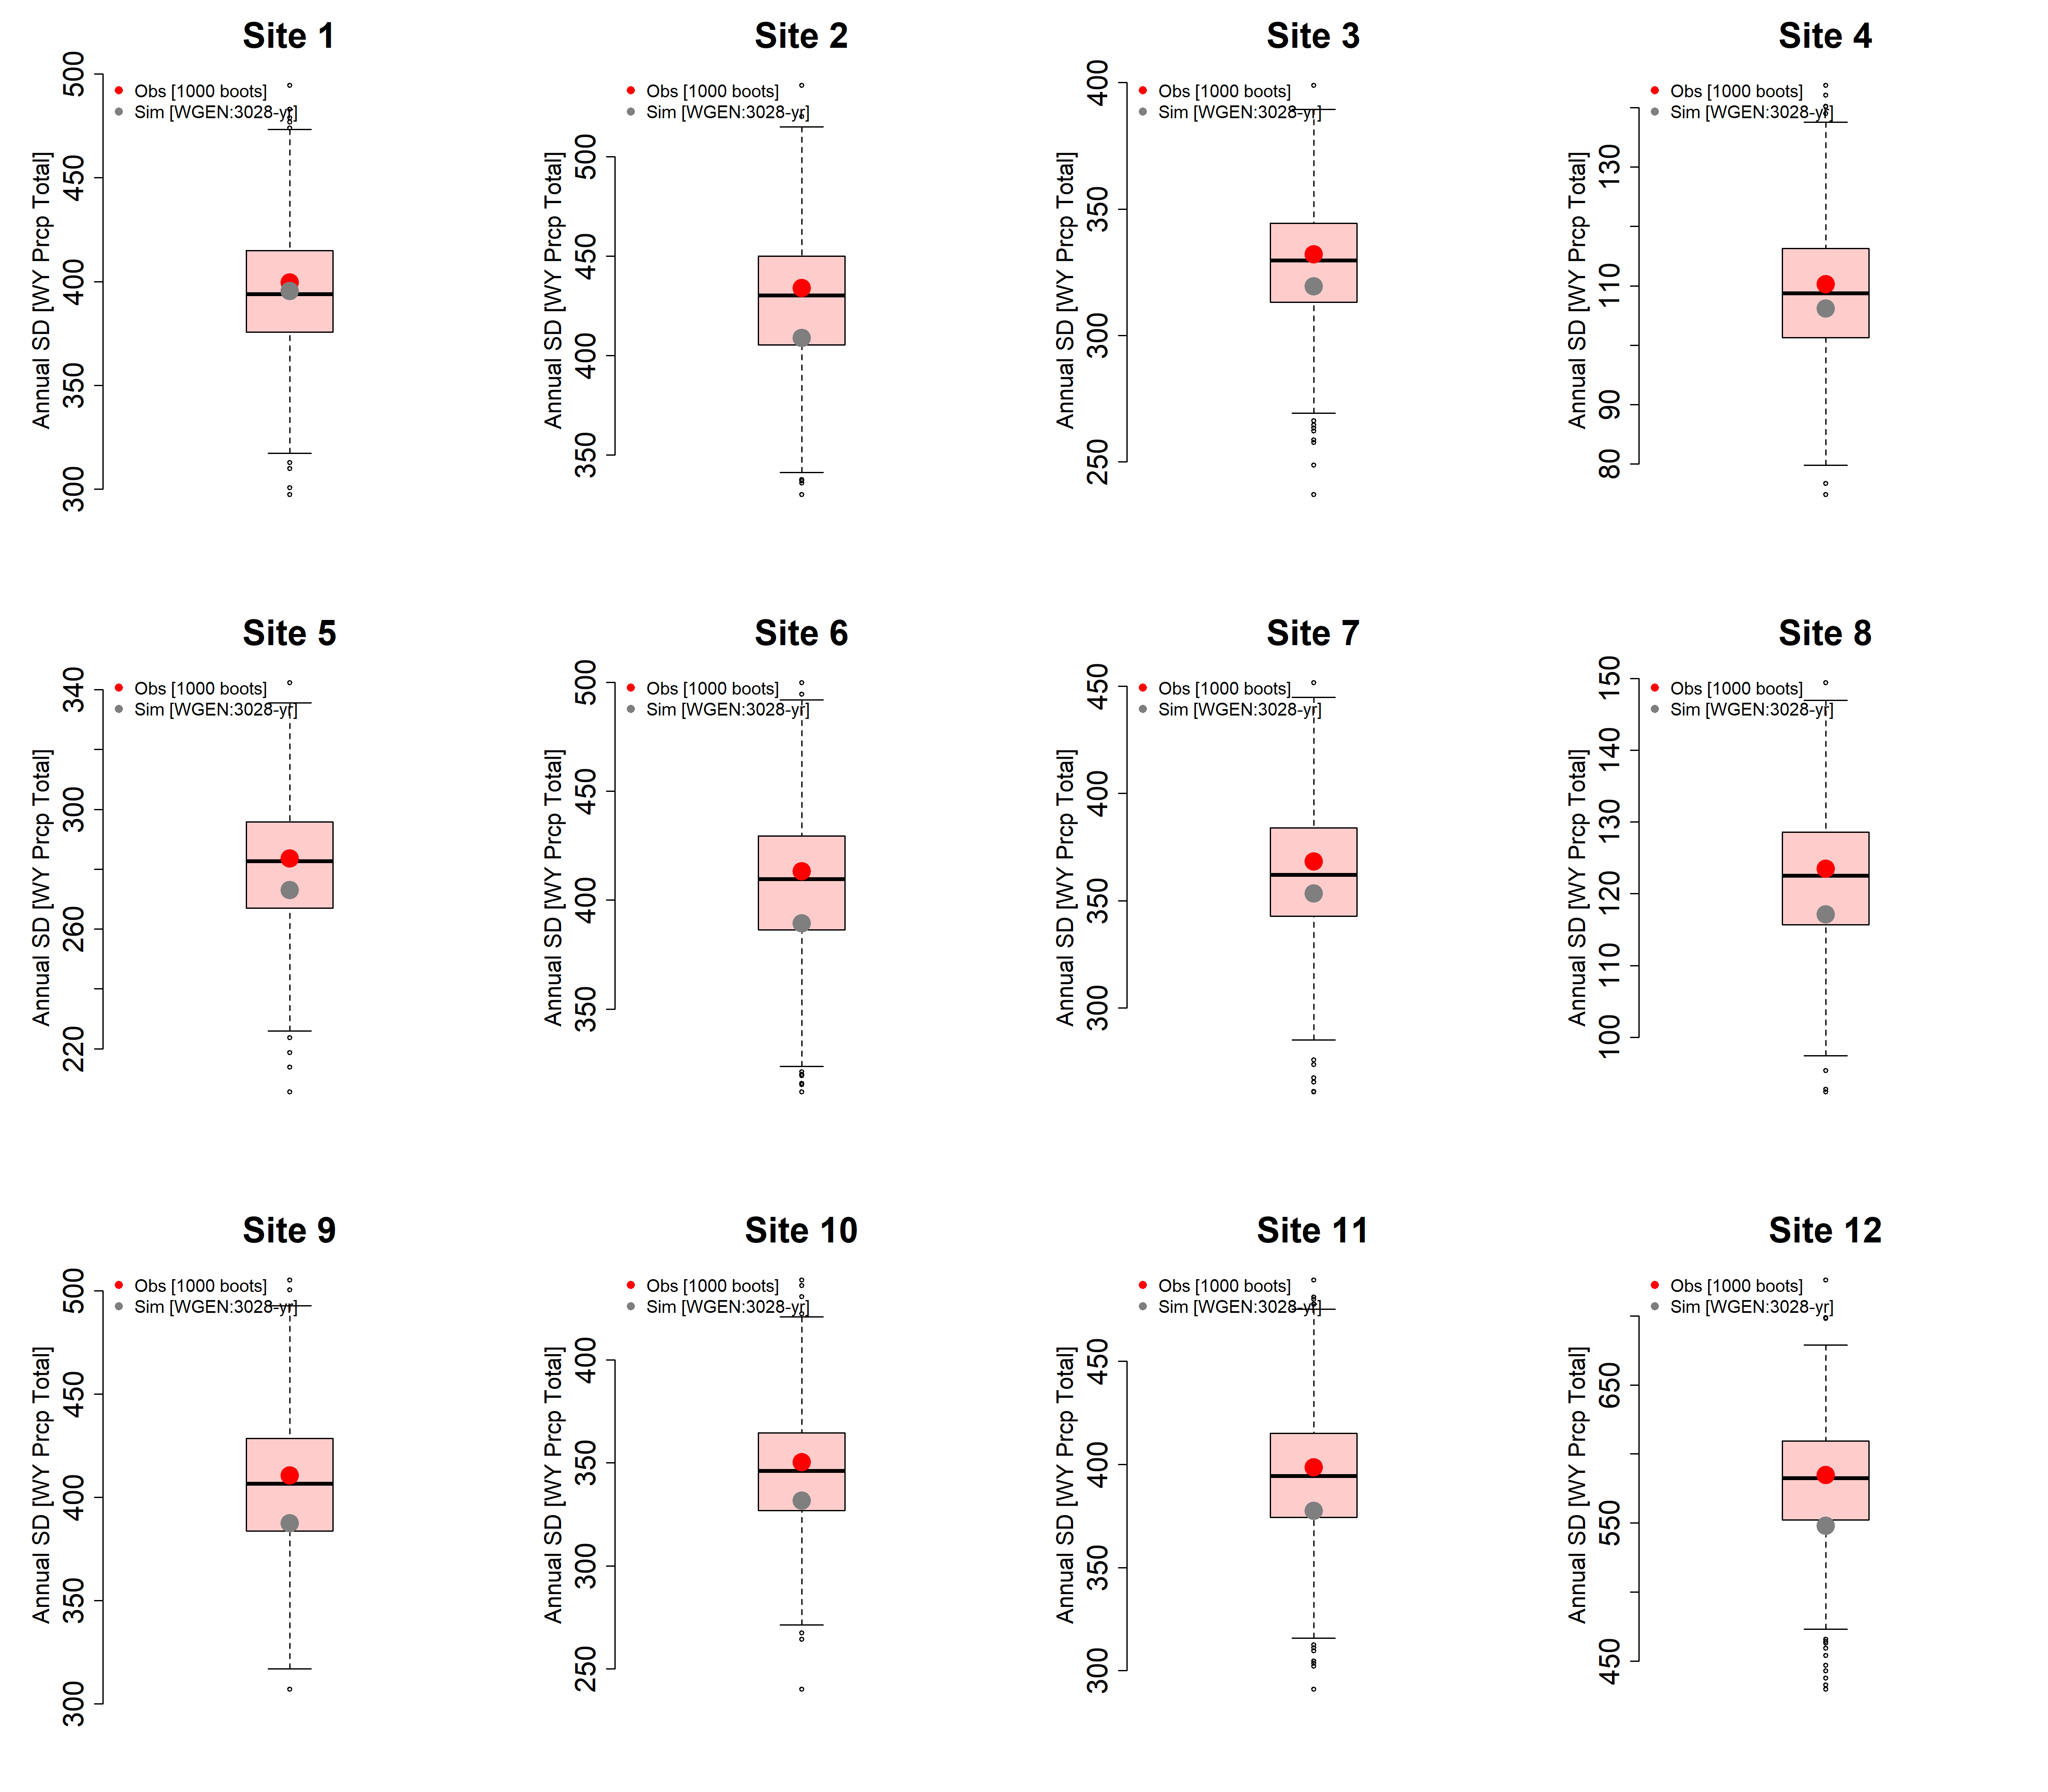 Site 1
Annual SD [WY Prcp Total]
500
450
400
350
300
Obs [1000 boots]
Sim [WGEN:3028-yr]
Site 2
Annual SD [WY Prcp Total]
500
450
400
350
Obs [1000 boots]
Sim [WGEN:3028-yr]
Site 3
Annual SD [WY Prcp Total]
400
350
300
250
Obs [1000 boots]
Sim [WGEN:3028-yr]
Site 4
Annual SD [WY Prcp Total]
130
110
90
80
Obs [1000 boots]
Sim [WGEN:3028-yr]
Site 5
Annual SD [WY Prcp Total]
340
300
260
220
Obs [1000 boots]
Sim [WGEN:3028-yr]
Site 6
Annual SD [WY Prcp Total]
500
450
400
350
Obs [1000 boots]
Sim [WGEN:3028-yr]
Site 7
Annual SD [WY Prcp Total]
450
400
350
300
Obs [1000 boots]
Sim [WGEN:3028-yr]
Site 8
Annual SD [WY Prcp Total]
150
140
130
120
110
100
Obs [1000 boots]
Sim [WGEN:3028-yr]
Site 9
Annual SD [WY Prcp Total]
500
450
400
350
300
Obs [1000 boots]
Sim [WGEN:3028-yr]
Site 10
Annual SD [WY Prcp Total]
400
350
300
250
Obs [1000 boots]
Sim [WGEN:3028-yr]
Site 11
Annual SD [WY Prcp Total]
450
400
350
300
Obs [1000 boots]
Sim [WGEN:3028-yr]
Site 12
Annual SD [WY Prcp Total]
650
550
450
Obs [1000 boots]
Sim [WGEN:3028-yr]